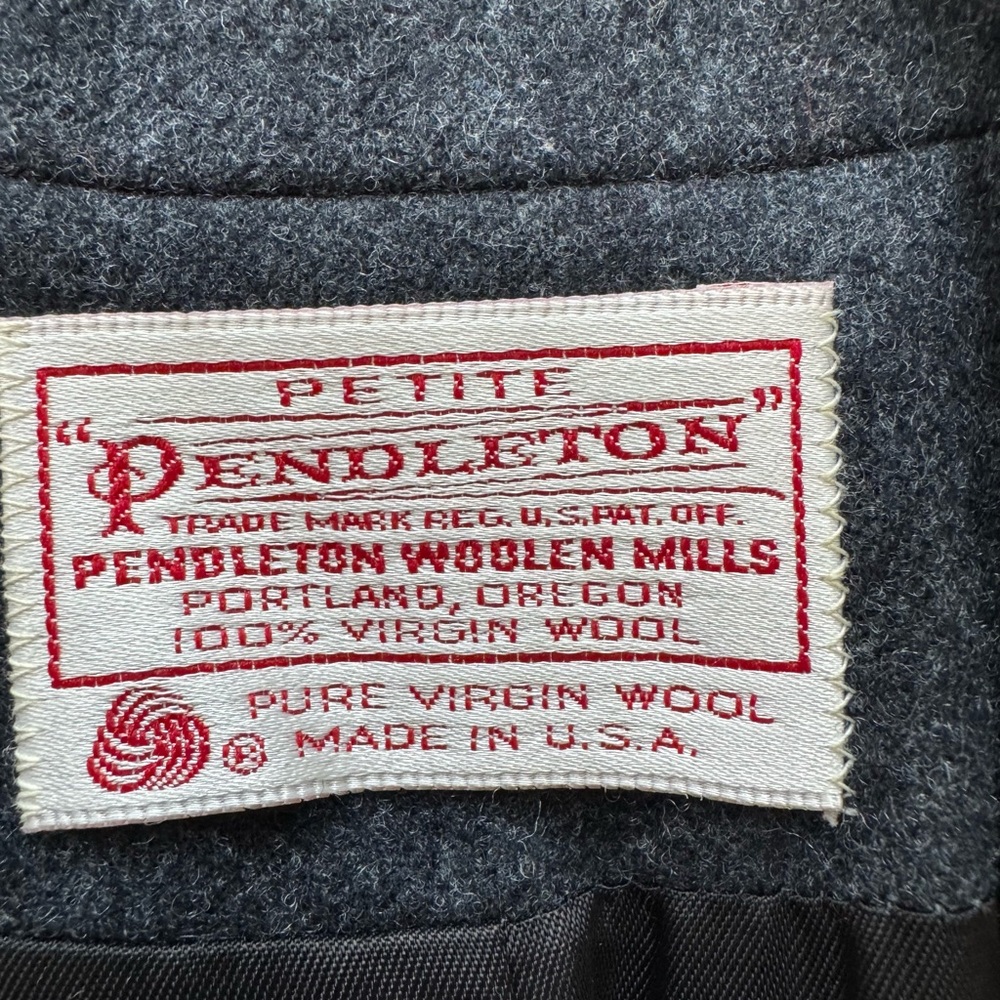 PETITE
"PENDLETON"
TRADE MARK REG. U.S. PAT. OFF.
PENDLETON WOOLEN MILLS
PORTLAND, OREGON
100% VIRGIN WOOL
PURE VIRGIN WOOL
® MADE IN U.S.A.